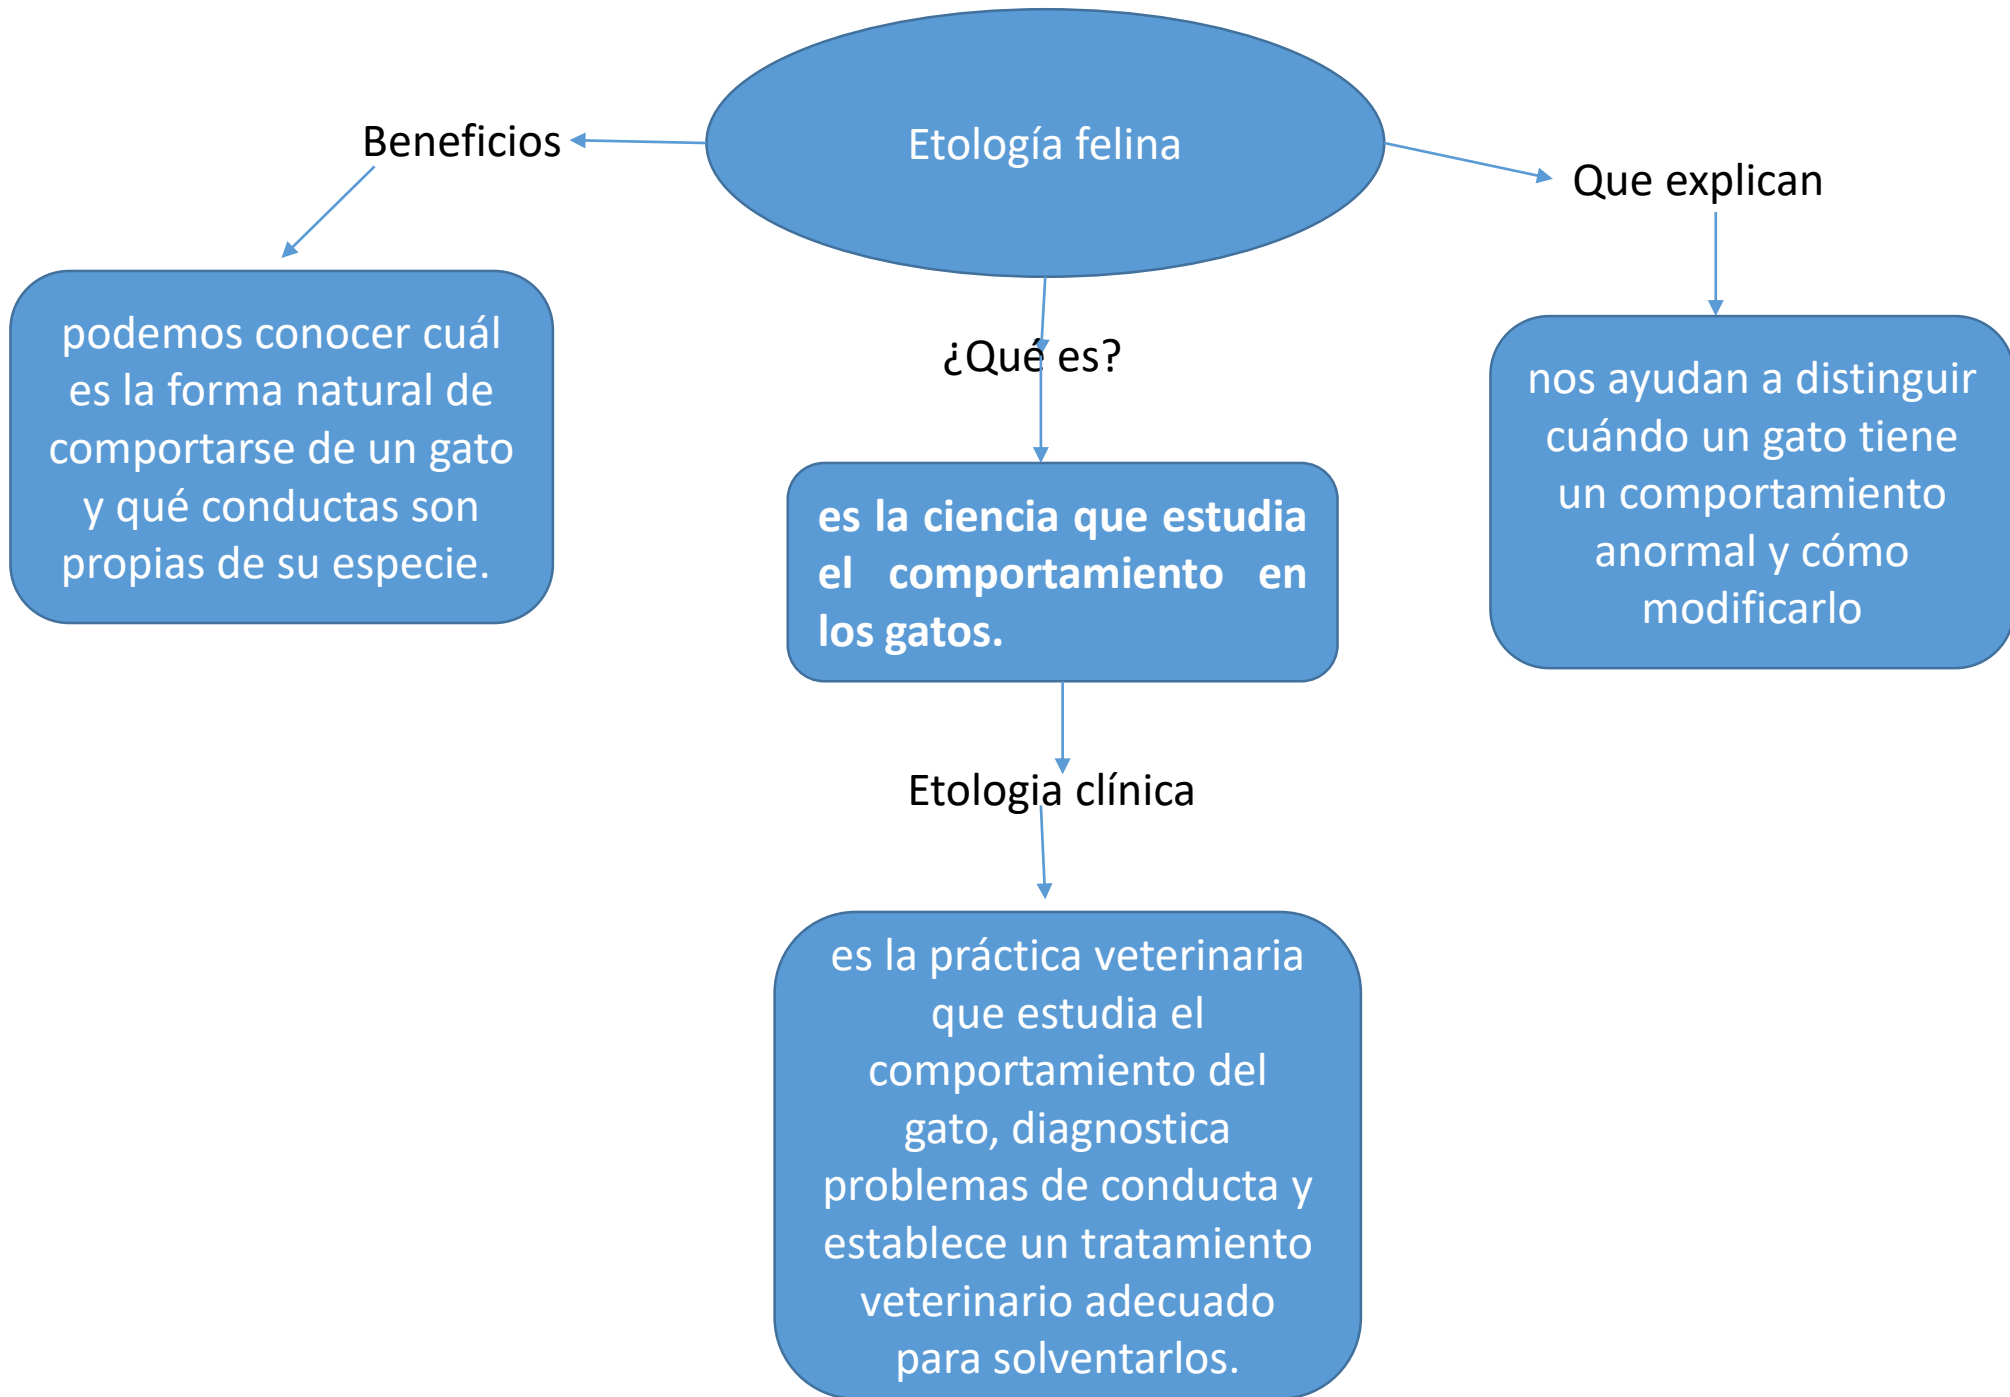 Etología felina
Beneficios
podemos conocer cuál
es la forma natural de
comportarse de un gato
y qué conductas son
propias de su especie.
¿Qué es?
es la ciencia que estudia
el comportamiento en
los gatos.
Etologia clínica
es la práctica veterinaria
que estudia el
comportamiento del
gato, diagnostica
problemas de conducta y
establece un tratamiento
veterinario adecuado
para solventarlos.
Que explican
nos ayudan a distinguir
cuándo un gato tiene
un comportamiento
anormal y cómo
modificarlo